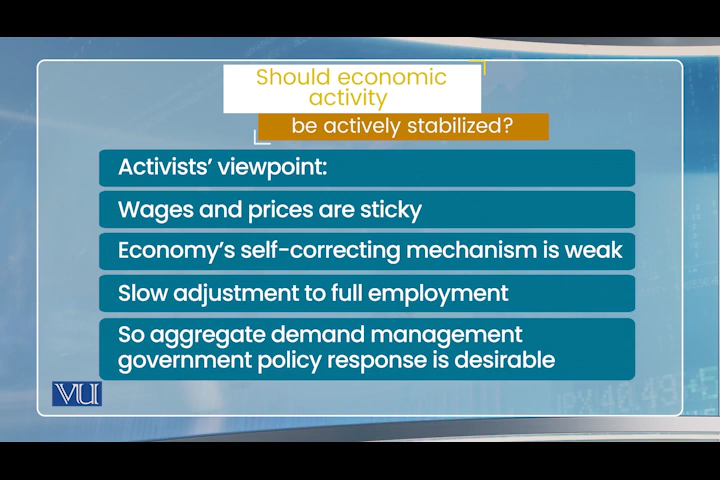 Should economic
activity
be actively stabilized?
Activists’ viewpoint:
Wages and prices are sticky
Economy’s self-correcting mechanism is weak
Slow adjustment to full employment
So aggregate demand management
government policy response is desirable
VU